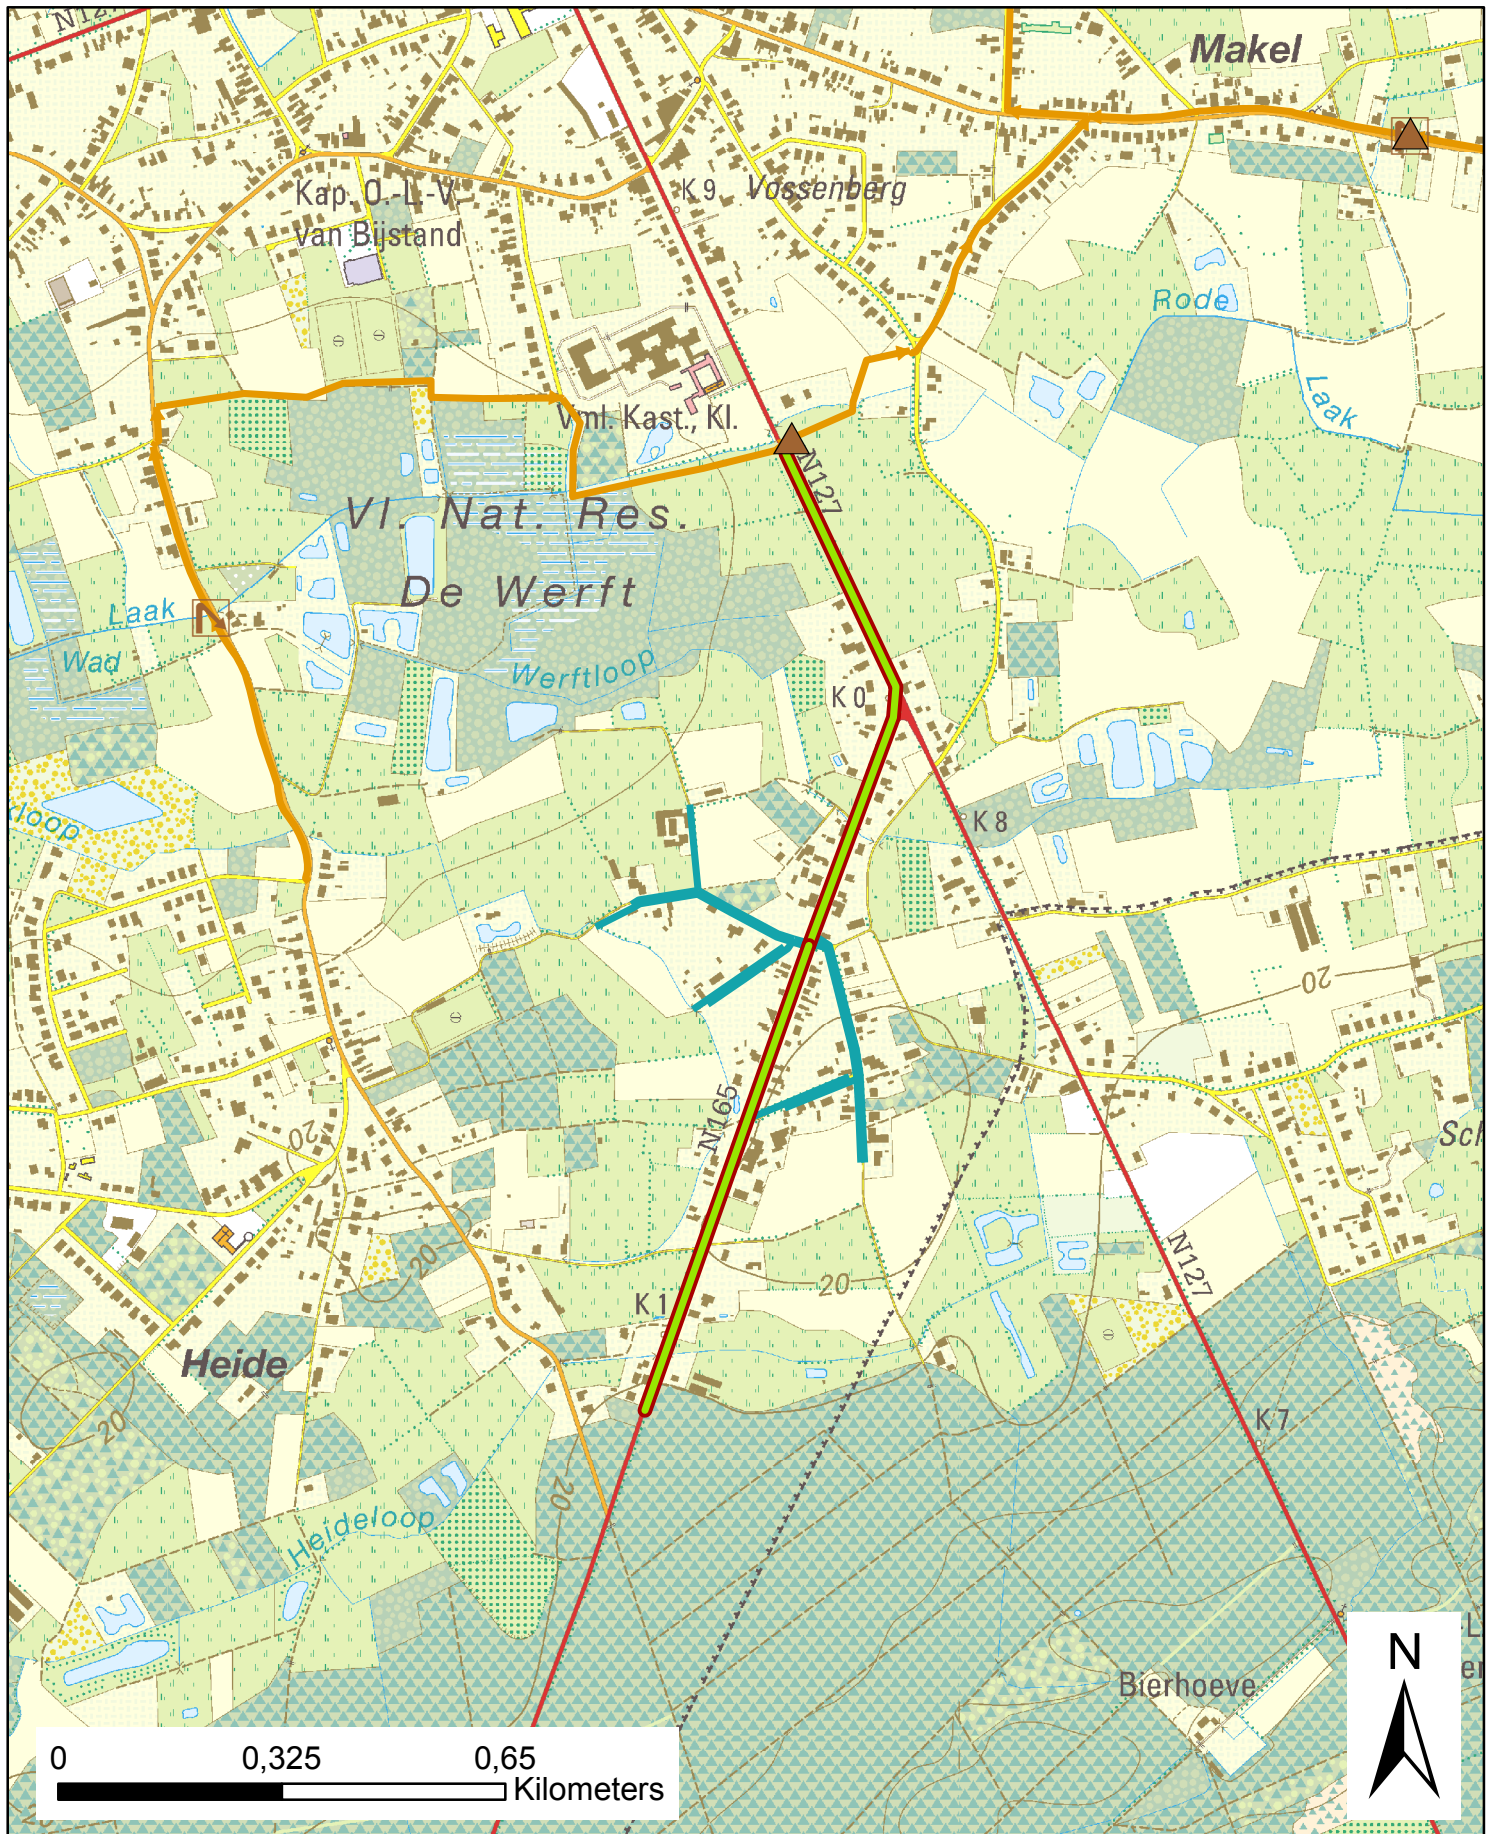 Makel
K 9
Vossenberg
Kap. O.-L.-V.
van Bijstand
Rode
Laak
Vml. Kast., Kl.
N127
Vl. Nat. Res.
De Werft
Laak
Wad
Werftloop
K 0
K 8
20
N165
20
20
20
K 1
N127
Heide
20
20
K 7
Heideloop
Bierhoeve
N
0
0,325
0,65
Kilometers